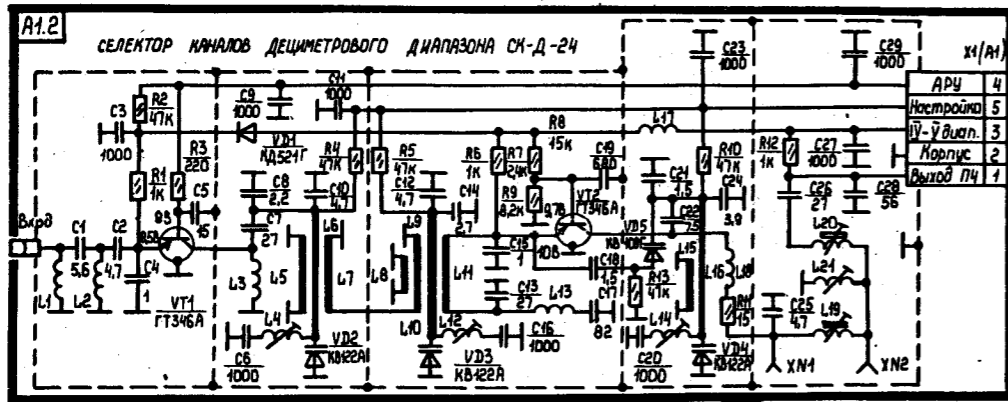 A1.2
СЕЛЕКТОР КАНАЛОВ ДЕЦИМЕТРОВОГО ДИАПАЗОНА СК-Д-24
X1/(A1)
АРУ 4
Настройка 5
IV-V диап. 3
Корпус 2
Выход ПЧ 1
Вход
C1 5,6
C2 4,7
C3 1000
C4 1
C5 15
C6 1000
C7 27
C8 2,2
C9 1000
C10 4,7
C11 1000
C12 4,7
C13 27
C14 2,7
C15 1
C16 1000
C17 82
C18 1,5
C19 680
C20 1000
C21 1,5
C22 7,5
C23 1000
C24 3,9
C25 47
C26 27
C27 1000
C28 56
C29 1000
R1 1к
R2 47к
R3 220
R4 47к
R5 47к
R6 1к
R7 24к
R8 15к
R9 8,2к
R10 47к
R11 15
R12 1к
R13 47к
L1
L2
L3
L4
L5
L6
L7
L8
L9
L10
L11
L12
L13
L14
L15
L16
L17
L18
L19
L20
L21
VT1 ГТ346А
VT2 ГТ346А
VD1 КД521Г
VD2 КВ122А
VD3 КВ122А
VD4 КВ122А
VD5
10В
XN1
XN2